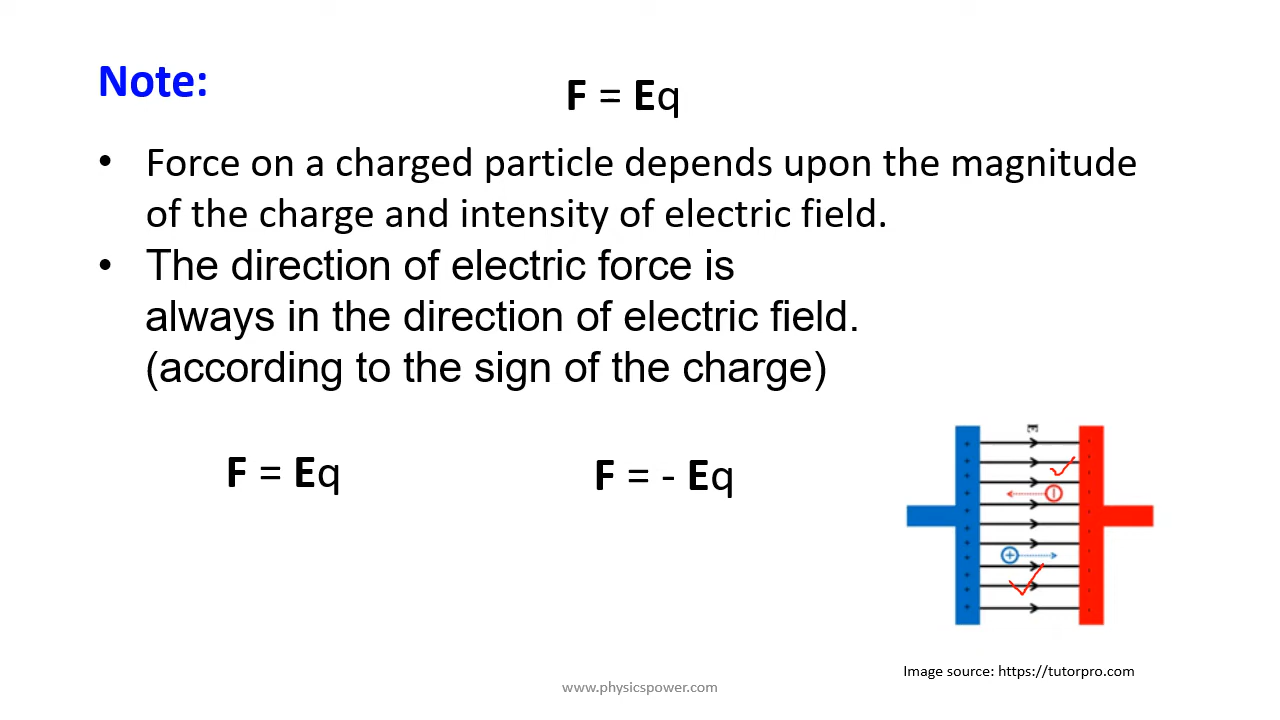 Note:
F = Eq
• Force on a charged particle depends upon the magnitude
of the charge and intensity of electric field.
• The direction of electric force is
always in the direction of electric field.
(according to the sign of the charge)
F = Eq
F = - Eq
E
Image source: https://tutorpro.com
www.physicspower.com